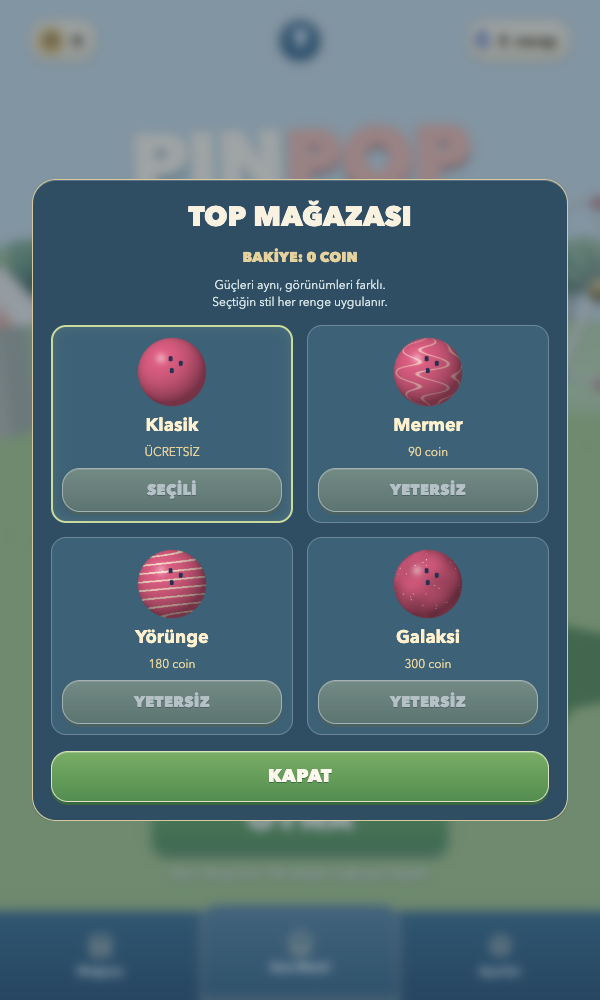 PINPOP
TOP MAĞAZASI
BAKİYE: 0 COIN
Güçleri aynı, görünümleri farklı.
Seçtiğin stil her renge uygulanır.
Klasik
ÜCRETSİZ
SEÇİLİ
Mermer
90 coin
YETERSİZ
Yörünge
180 coin
YETERSİZ
Galaksi
300 coin
YETERSİZ
KAPAT